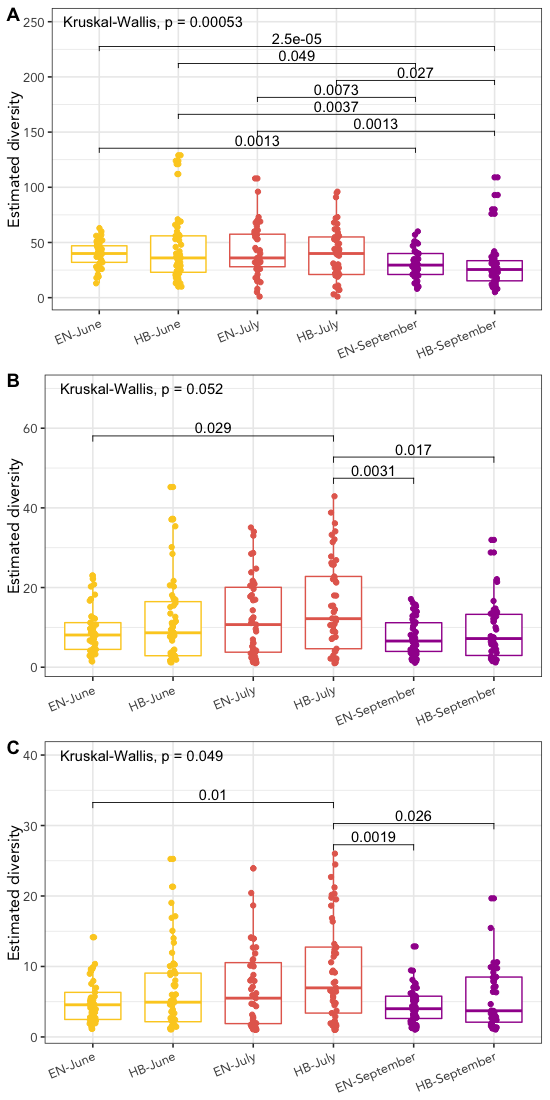 A
Kruskal-Wallis, p = 0.00053
250
2.5e-05
0.049
200
0.027
0.0073
0.0037
150
0.0013
0.0013
100
50
0
Estimated diversity
EN-June
HB-June
EN-July
HB-July
EN-September
HB-September
B
Kruskal-Wallis, p = 0.052
60
0.029
0.017
0.0031
40
20
0
Estimated diversity
EN-June
HB-June
EN-July
HB-July
EN-September
HB-September
C
Kruskal-Wallis, p = 0.049
40
0.01
30
0.026
0.0019
20
10
0
Estimated diversity
EN-June
HB-June
EN-July
HB-July
EN-September
HB-September